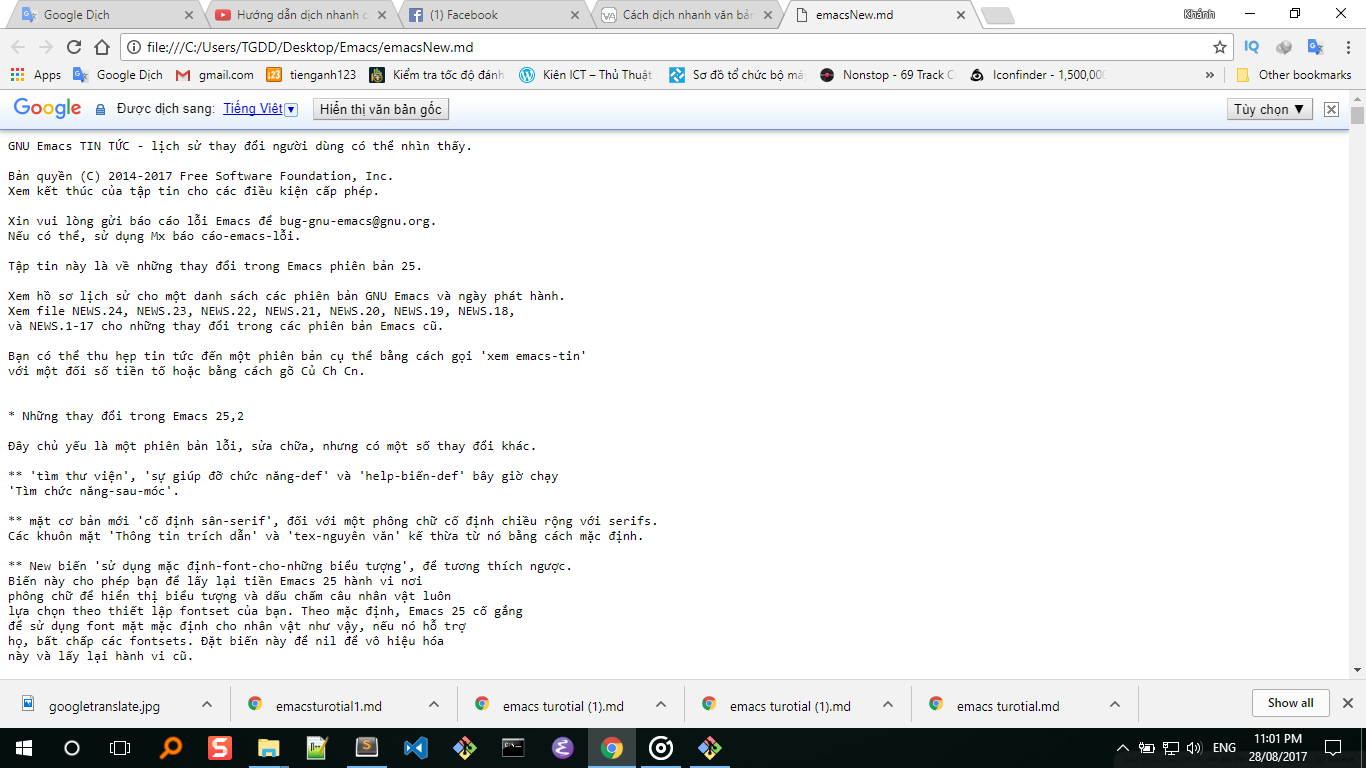 Google Dịch
Hướng dẫn dịch nhanh c
(1) Facebook
Cách dịch nhanh văn bản
emacsNew.md
Khánh
file:///C:/Users/TGDD/Desktop/Emacs/emacsNew.md
Apps
Google Dịch
gmail.com
tienganh123
Kiểm tra tốc độ đánh
Kiên ICT – Thủ Thuật
Sơ đồ tổ chức bộ má
Nonstop - 69 Track C
Iconfinder - 1,500,000
Other bookmarks
Google Được dịch sang: Tiếng Việt Hiển thị văn bản gốc Tùy chọn ▼
GNU Emacs TIN TỨC - lịch sử thay đổi người dùng có thể nhìn thấy.
Bản quyền (C) 2014-2017 Free Software Foundation, Inc.
Xem kết thúc của tập tin cho các điều kiện cấp phép.
Xin vui lòng gửi báo cáo lỗi Emacs để bug-gnu-emacs@gnu.org.
Nếu có thể, sử dụng Mx báo cáo-emacs-lỗi.
Tập tin này là về những thay đổi trong Emacs phiên bản 25.
Xem hồ sơ lịch sử cho một danh sách các phiên bản GNU Emacs và ngày phát hành.
Xem file NEWS.24, NEWS.23, NEWS.22, NEWS.21, NEWS.20, NEWS.19, NEWS.18,
và NEWS.1-17 cho những thay đổi trong các phiên bản Emacs cũ.
Bạn có thể thu hẹp tin tức đến một phiên bản cụ thể bằng cách gọi 'xem emacs-tin'
với một đối số tiền tố hoặc bằng cách gõ Củ Ch Cn.
* Những thay đổi trong Emacs 25,2
Đây chủ yếu là một phiên bản lỗi, sửa chữa, nhưng có một số thay đổi khác.
** 'tìm thư viện', 'sự giúp đỡ chức năng-def' và 'help-biến-def' bây giờ chạy
'Tìm chức năng-sau-móc'.
** mặt cơ bản mới 'cố định sân-serif', đối với một phông chữ cố định chiều rộng với serifs.
Các khuôn mặt 'Thông tin trích dẫn' và 'tex-nguyên văn' kế thừa từ nó bằng cách mặc định.
** New biến 'sử dụng mặc định-font-cho-những biểu tượng', để tương thích ngược.
Biến này cho phép bạn để lấy lại tiền Emacs 25 hành vi nơi
phông chữ để hiển thị biểu tượng và dấu chấm câu nhân vật luôn
lựa chọn theo thiết lập fontset của bạn. Theo mặc định, Emacs 25 cố gắng
để sử dụng font mặt mặc định cho nhân vật như vậy, nếu nó hỗ trợ
họ, bất chấp các fontsets. Đặt biến này để nil để vô hiệu hóa
này và lấy lại hành vi cũ.
googletranslate.jpg
emacsturotial1.md
emacs turotial (1).md
emacs turotial (1).md
emacs turotial.md
Show all
ENG
11:01 PM
28/08/2017